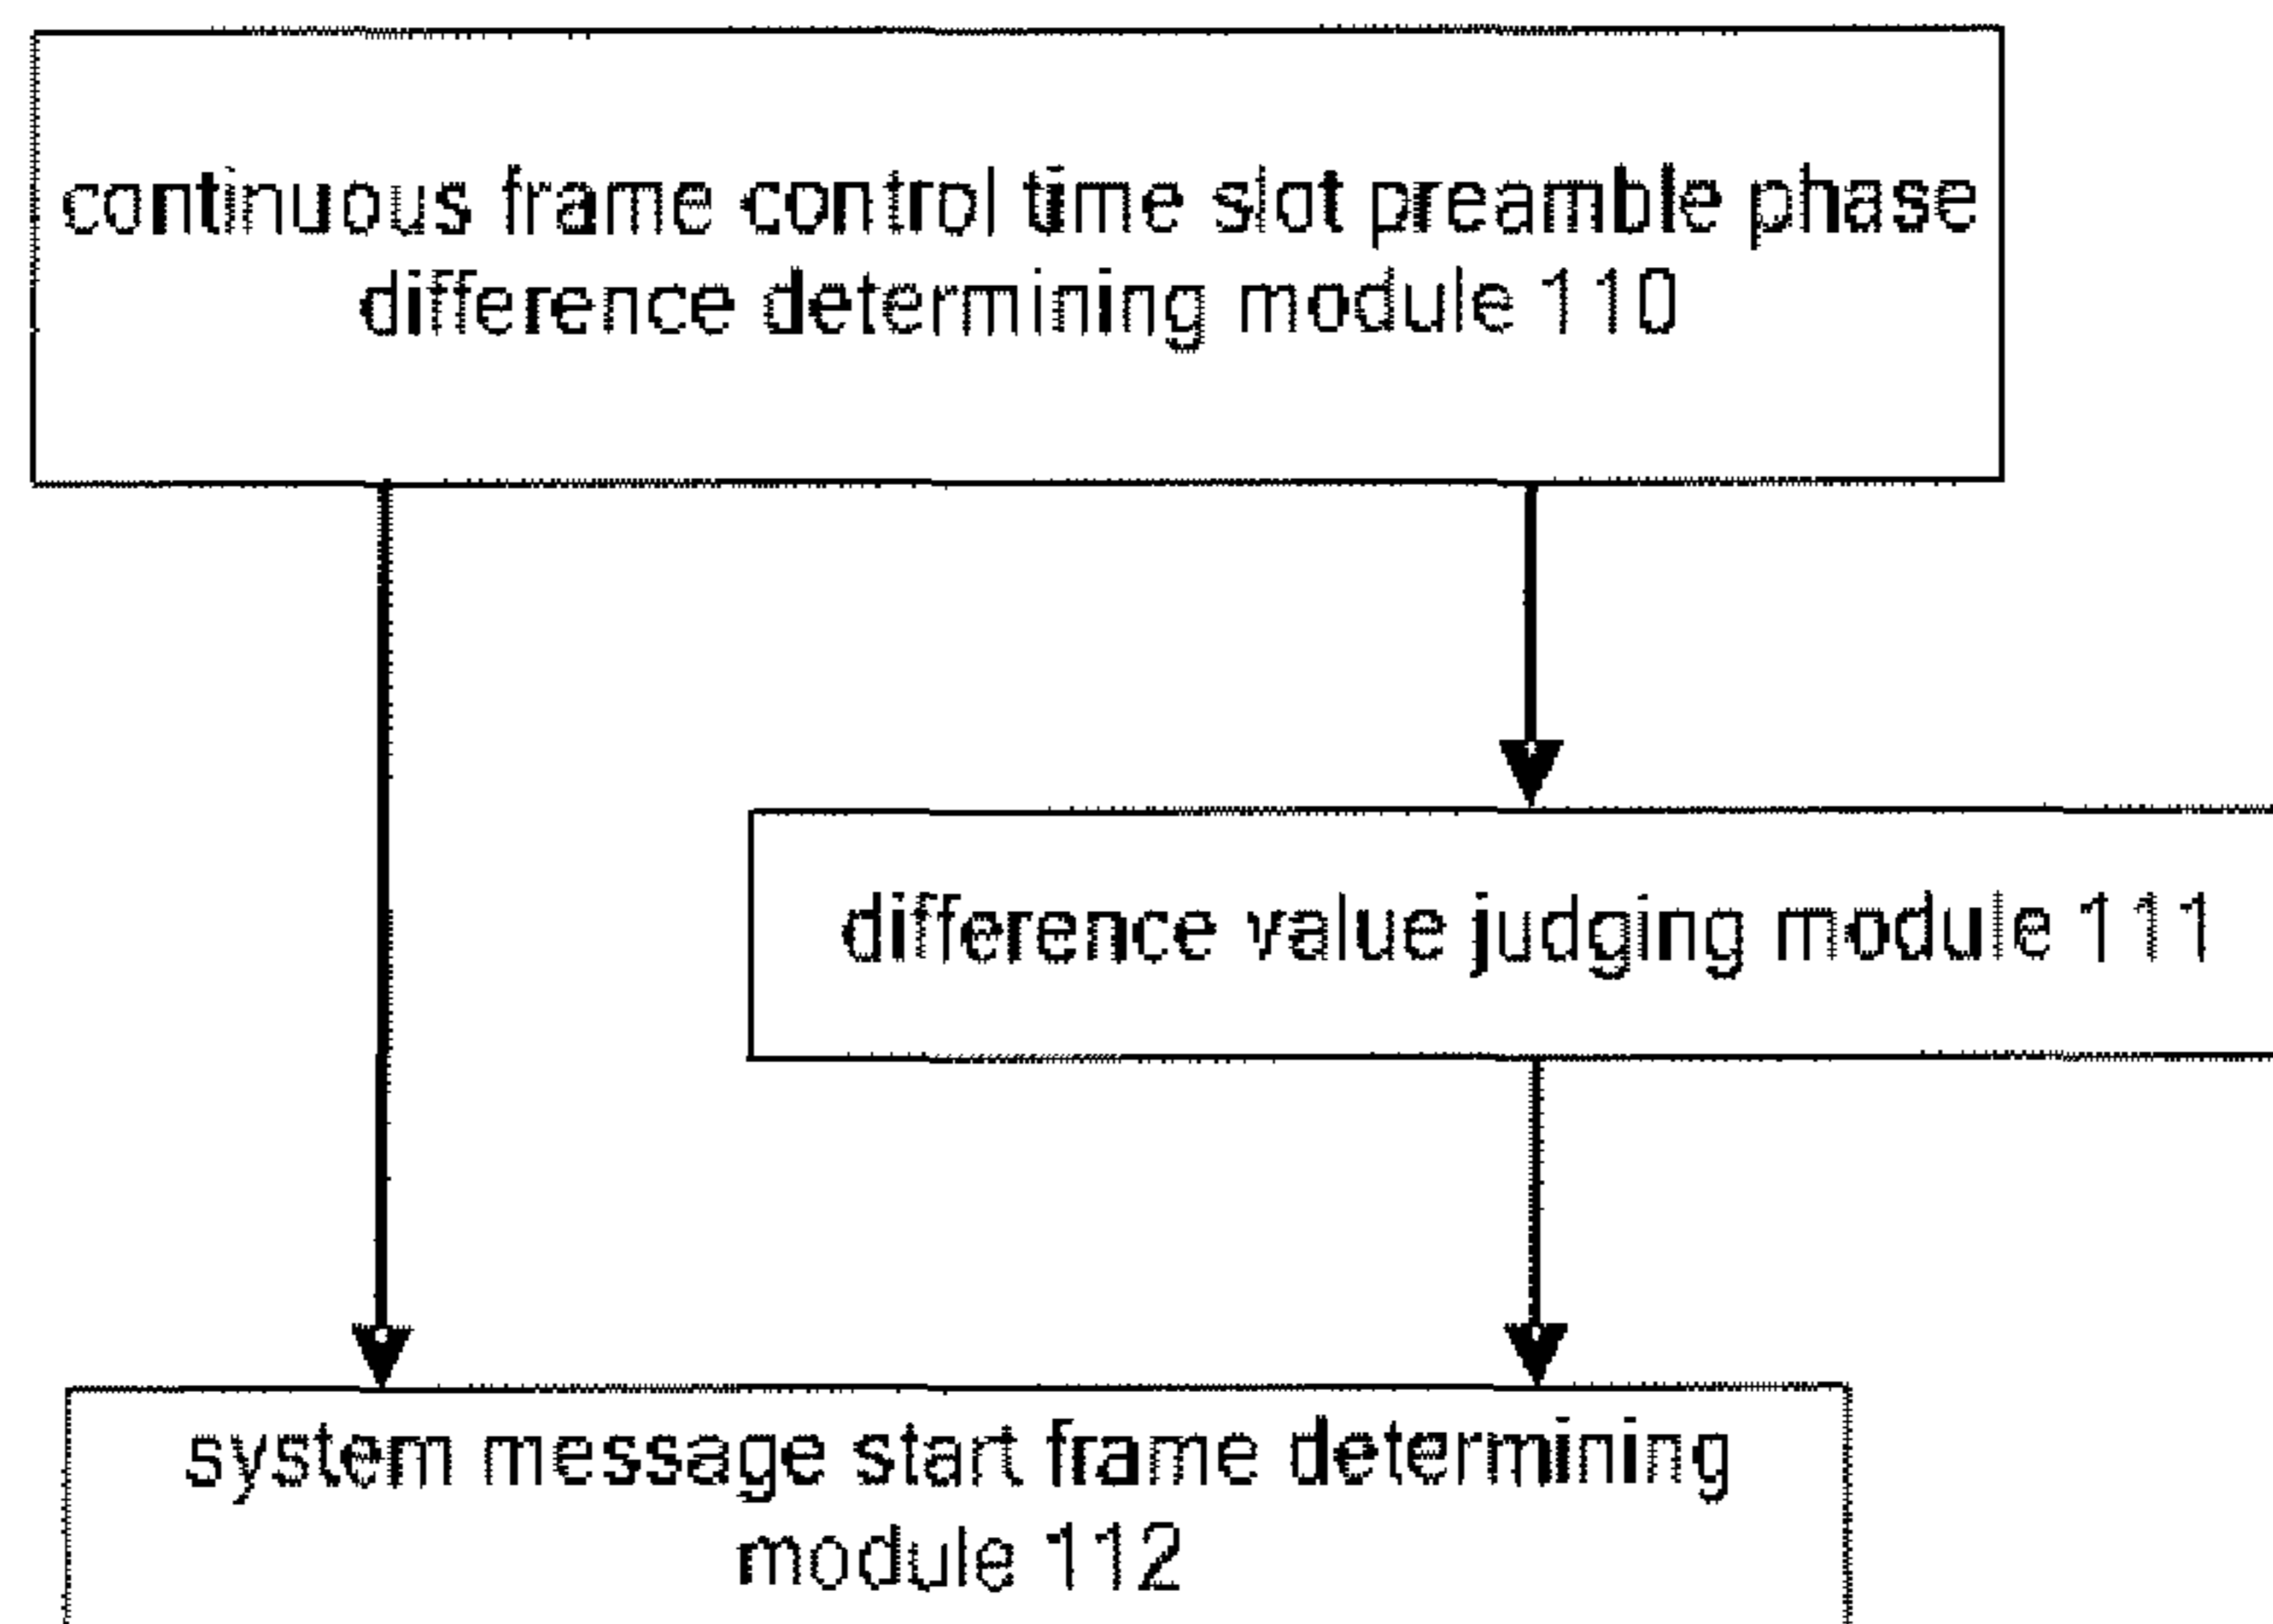 continuous frame control time slot preamble phase
difference determining module 110
difference value judging module 111
system message start frame determining
module 112